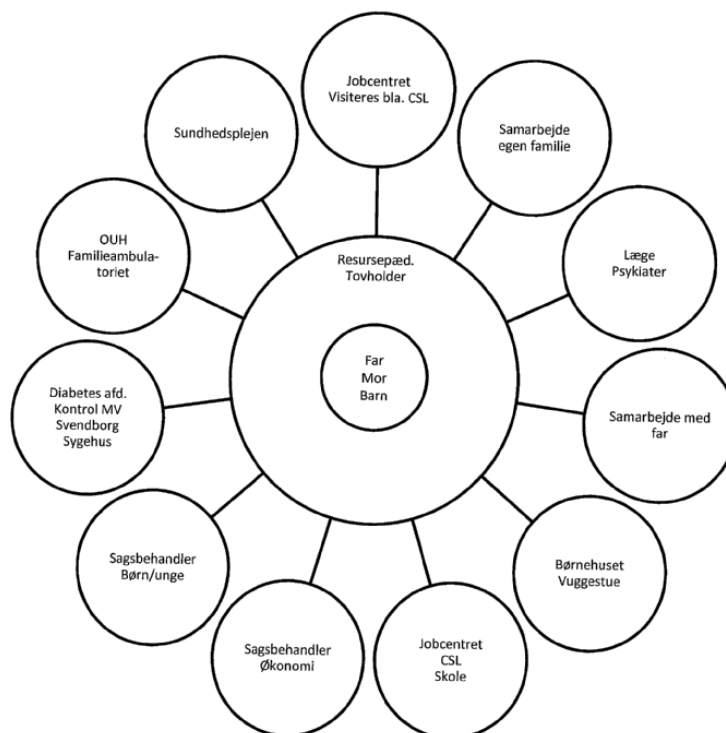 Jobcentret
Visiteres bla. CSL
Samarbejde
egen familie
Læge
Psykiater
Samarbejde med
far
Børnehuset
Vuggestue
Jobcentret
CSL
Skole
Sagsbehandler
Økonomi
Sagsbehandler
Børn/unge
Diabetes afd.
Kontrol MV
Svendborg
Sygehus
OUH
Familieambula-
toriet
Sundhedsplejen
Resursepæd.
Tovholder
Far
Mor
Barn